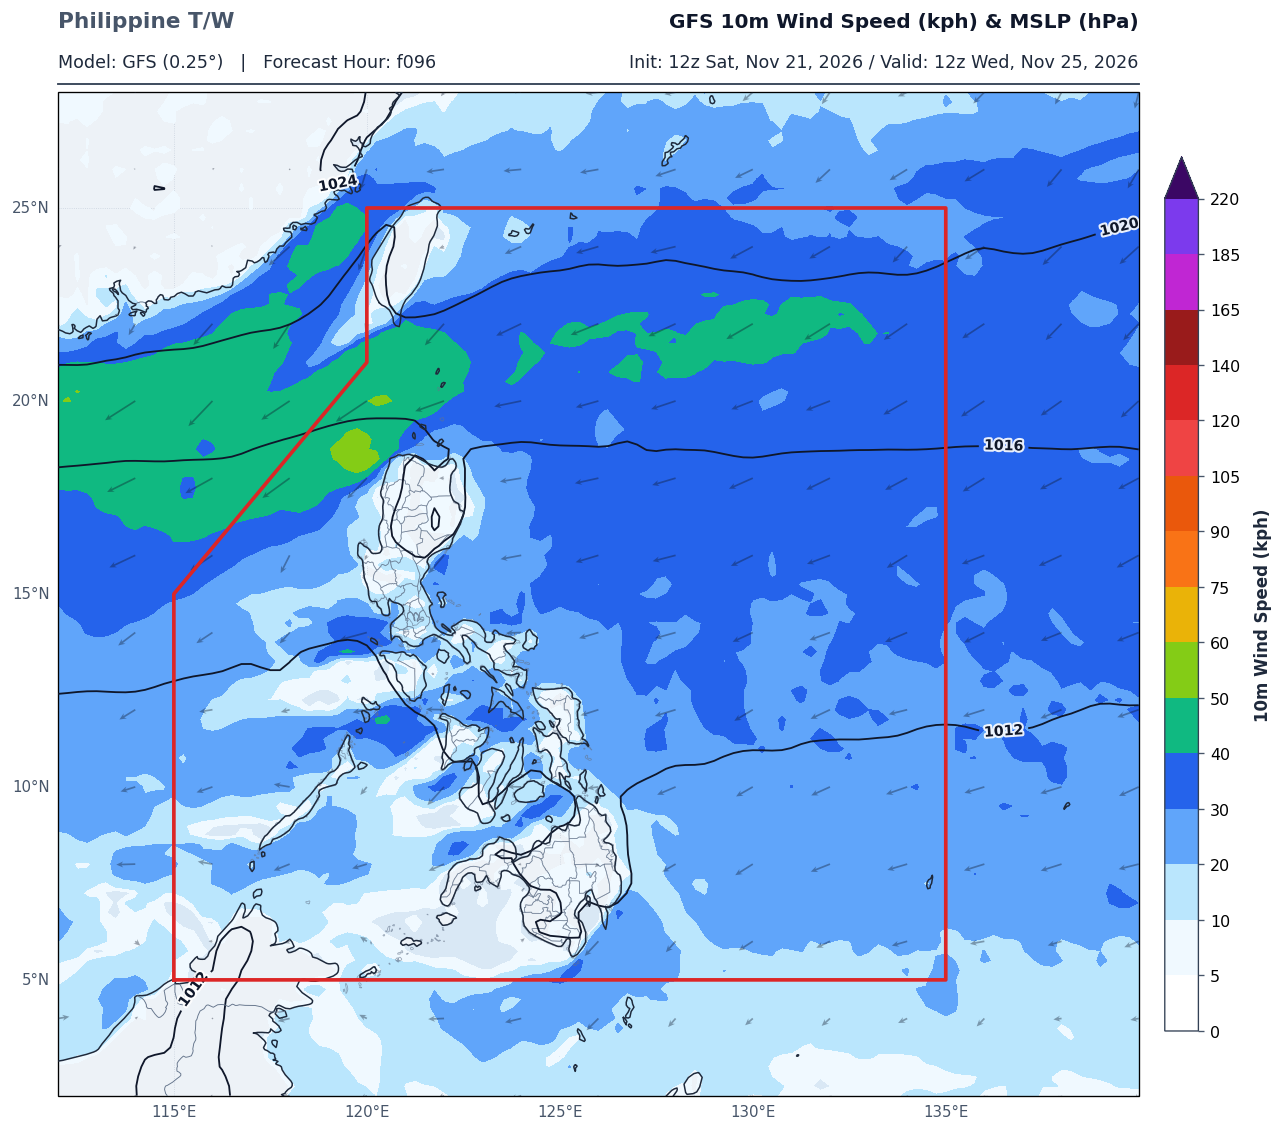 Philippine T/W
GFS 10m Wind Speed (kph) & MSLP (hPa)
Model: GFS (0.25°) | Forecast Hour: f096
Init: 12z Sat, Nov 21, 2026 / Valid: 12z Wed, Nov 25, 2026
25°N
20°N
15°N
10°N
5°N
115°E
120°E
125°E
130°E
135°E
1024
1020
1016
1012
1012
220
185
165
140
120
105
90
75
60
50
40
30
20
10
5
0
10m Wind Speed (kph)